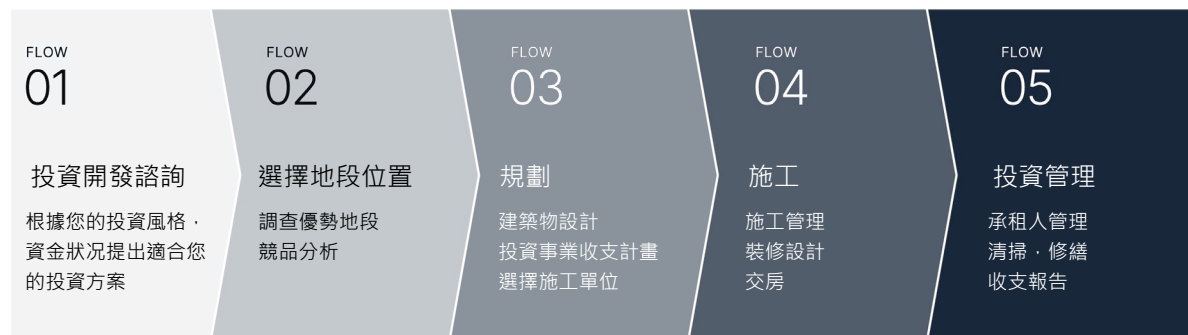 FLOW
01
投資開發諮詢
根據您的投資風格．
資金狀況提出適合您
的投資方案
FLOW
02
選擇地段位置
調查優勢地段
競品分析
FLOW
03
規劃
建築物設計
投資事業收支計畫
選擇施工單位
FLOW
04
施工
施工管理
裝修設計
交房
FLOW
05
投資管理
承租人管理
清掃．修繕
收支報告